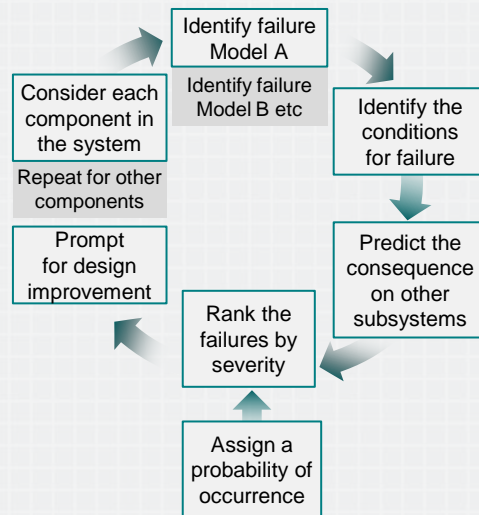 Identify failure
Model A
Identify failure
Model B etc
Consider each
component in
the system
Repeat for other
components
Prompt
for design
improvement
Identify the
conditions
for failure
Predict the
consequence
on other
subsystems
Rank the
failures by
severity
Assign a
probability of
occurrence